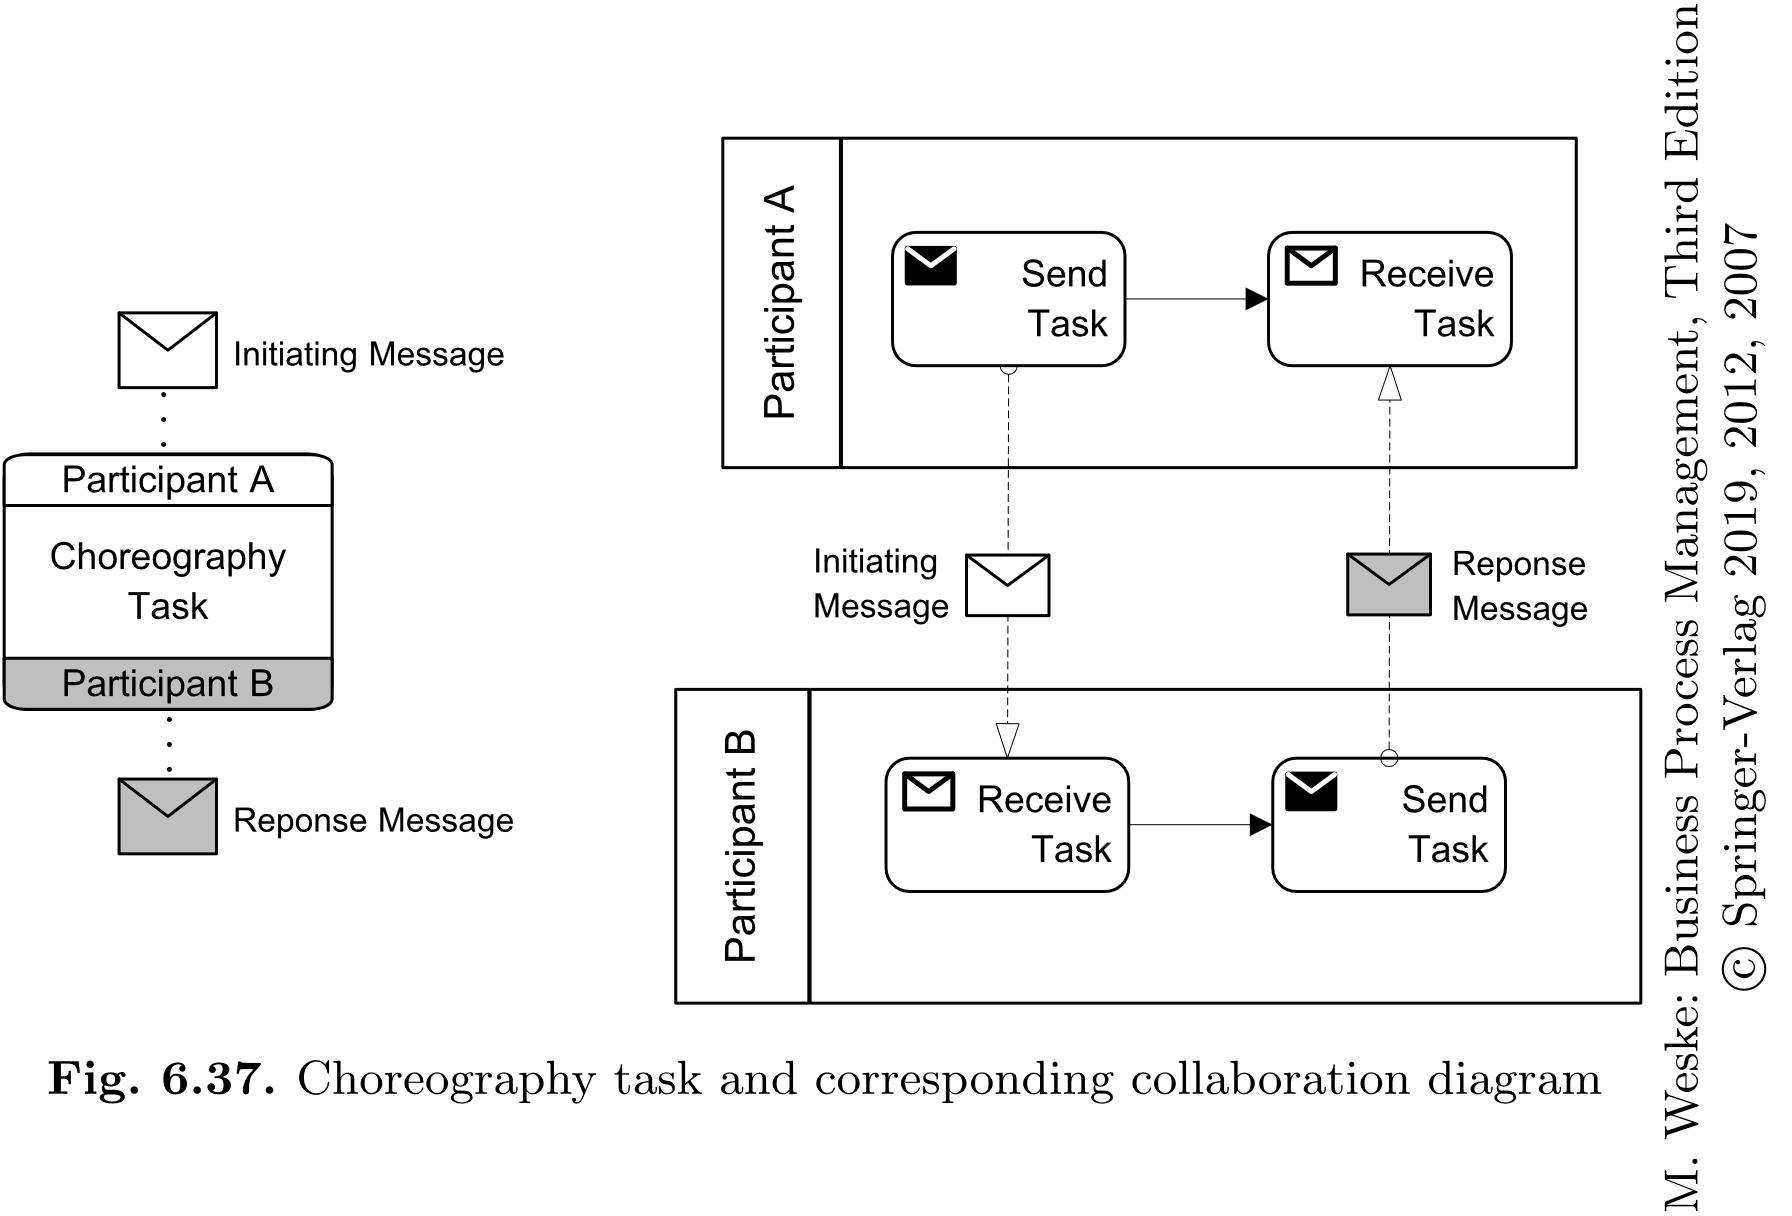 Initiating Message
Participant A
Choreography
Task
Participant B
Reponse Message
Participant A
Send
Task
Receive
Task
Initiating
Message
Reponse
Message
Participant B
Receive
Task
Send
Task
Fig. 6.37. Choreography task and corresponding collaboration diagram
M. Weske: Business Process Management, Third Edition
© Springer-Verlag 2019, 2012, 2007